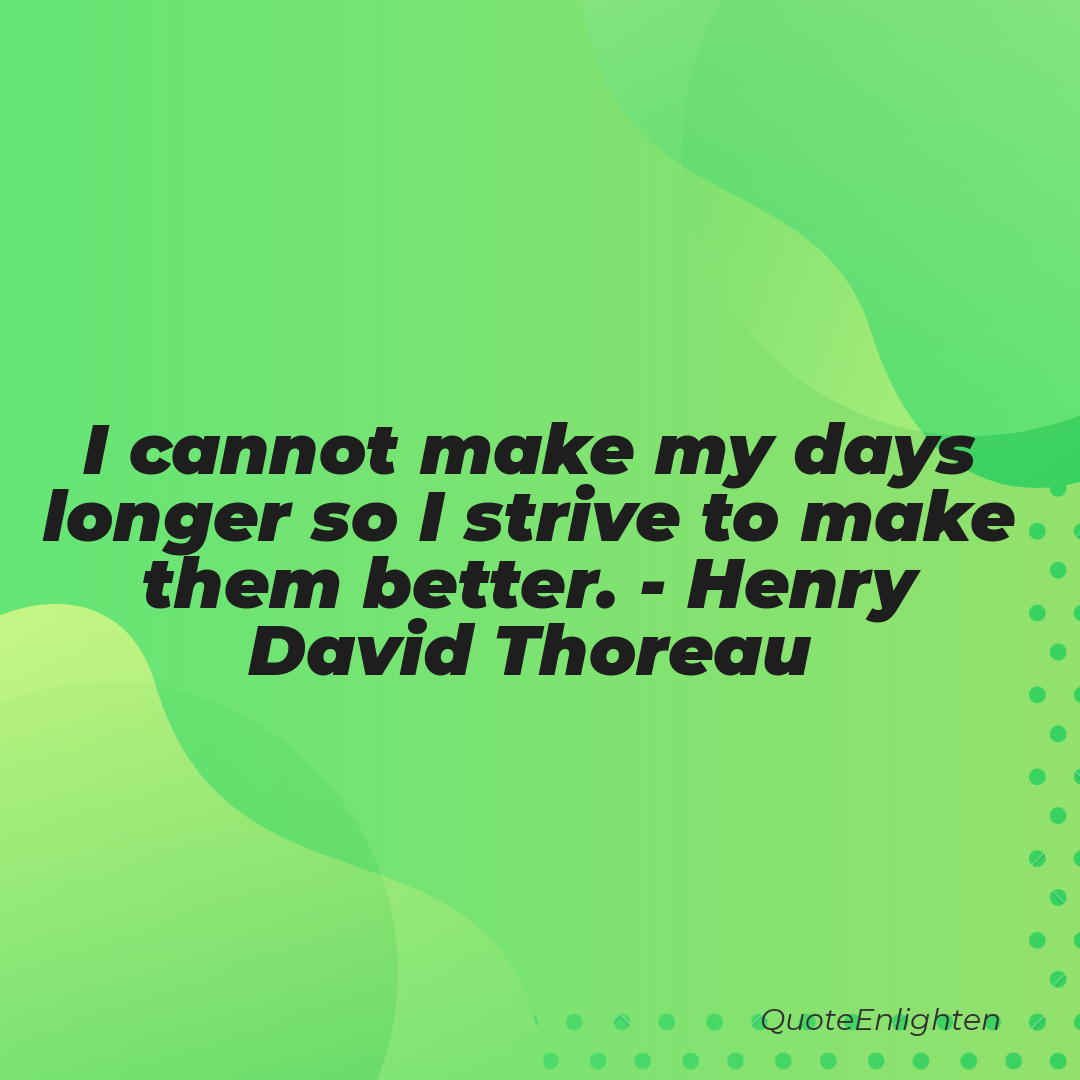 I cannot make my days
longer so I strive to make
them better. - Henry
David Thoreau
QuoteEnlighten